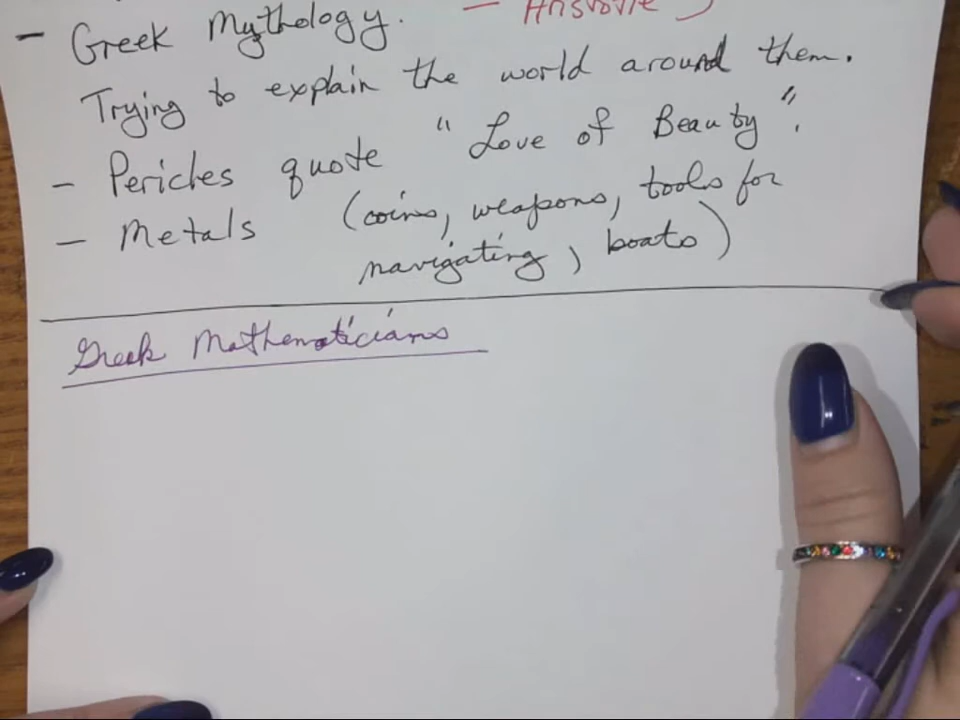 - Greek Mythology. - Aristotle )
Trying to explain the world around them.
- Pericles quote "Love of Beauty".
- Metals (coins, weapons, tools for
navigating, boats)
Greek Mathematicians